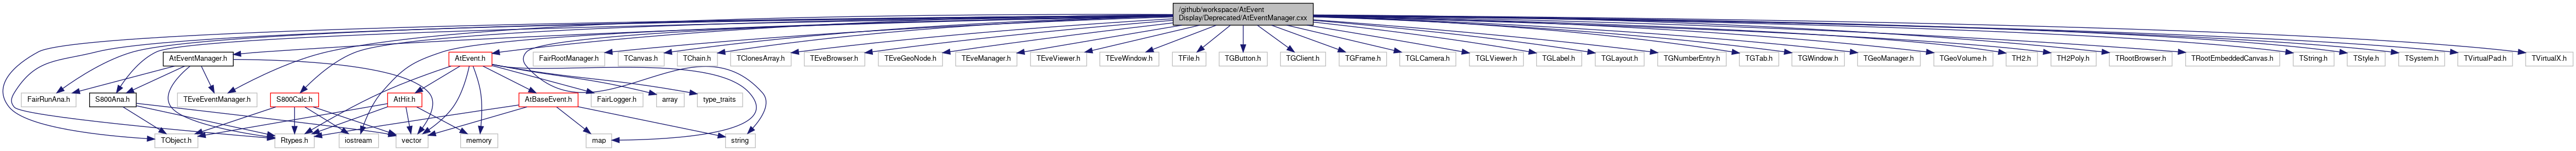 /github/workspace/AtEvent
Display/Deprecated/AtEventManager.cxx
AtEventManager.h
AtEvent.h
FairRootManager.h
TCanvas.h
TChain.h
TClonesArray.h
TEveBrowser.h
TEveGeoNode.h
TEveManager.h
TEveViewer.h
TEveWindow.h
TFile.h
TGButton.h
TGClient.h
TGFrame.h
TGLCamera.h
TGLViewer.h
TGLabel.h
TGLayout.h
TGNumberEntry.h
TGTab.h
TGWindow.h
TGeoManager.h
TGeoVolume.h
TH2.h
TH2Poly.h
TRootBrowser.h
TRootEmbeddedCanvas.h
TString.h
TStyle.h
TSystem.h
TVirtualPad.h
TVirtualX.h
FairRunAna.h
S800Ana.h
TEveEventManager.h
S800Calc.h
AtHit.h
AtBaseEvent.h
FairLogger.h
array
type_traits
TObject.h
Rtypes.h
iostream
vector
memory
map
string